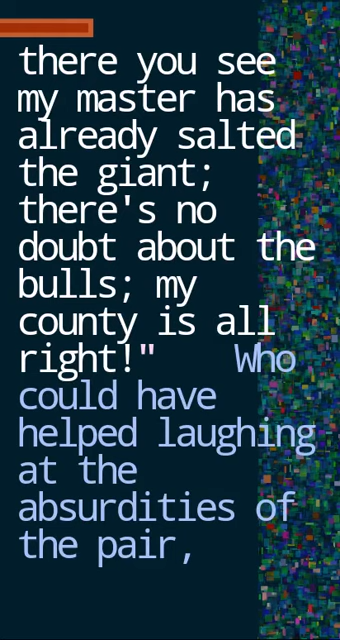 there you see
my master has
already salted
the giant;
there's no
doubt about the
bulls; my
county is all
right!"    Who
could have
helped laughing
at the
absurdities of
the pair,